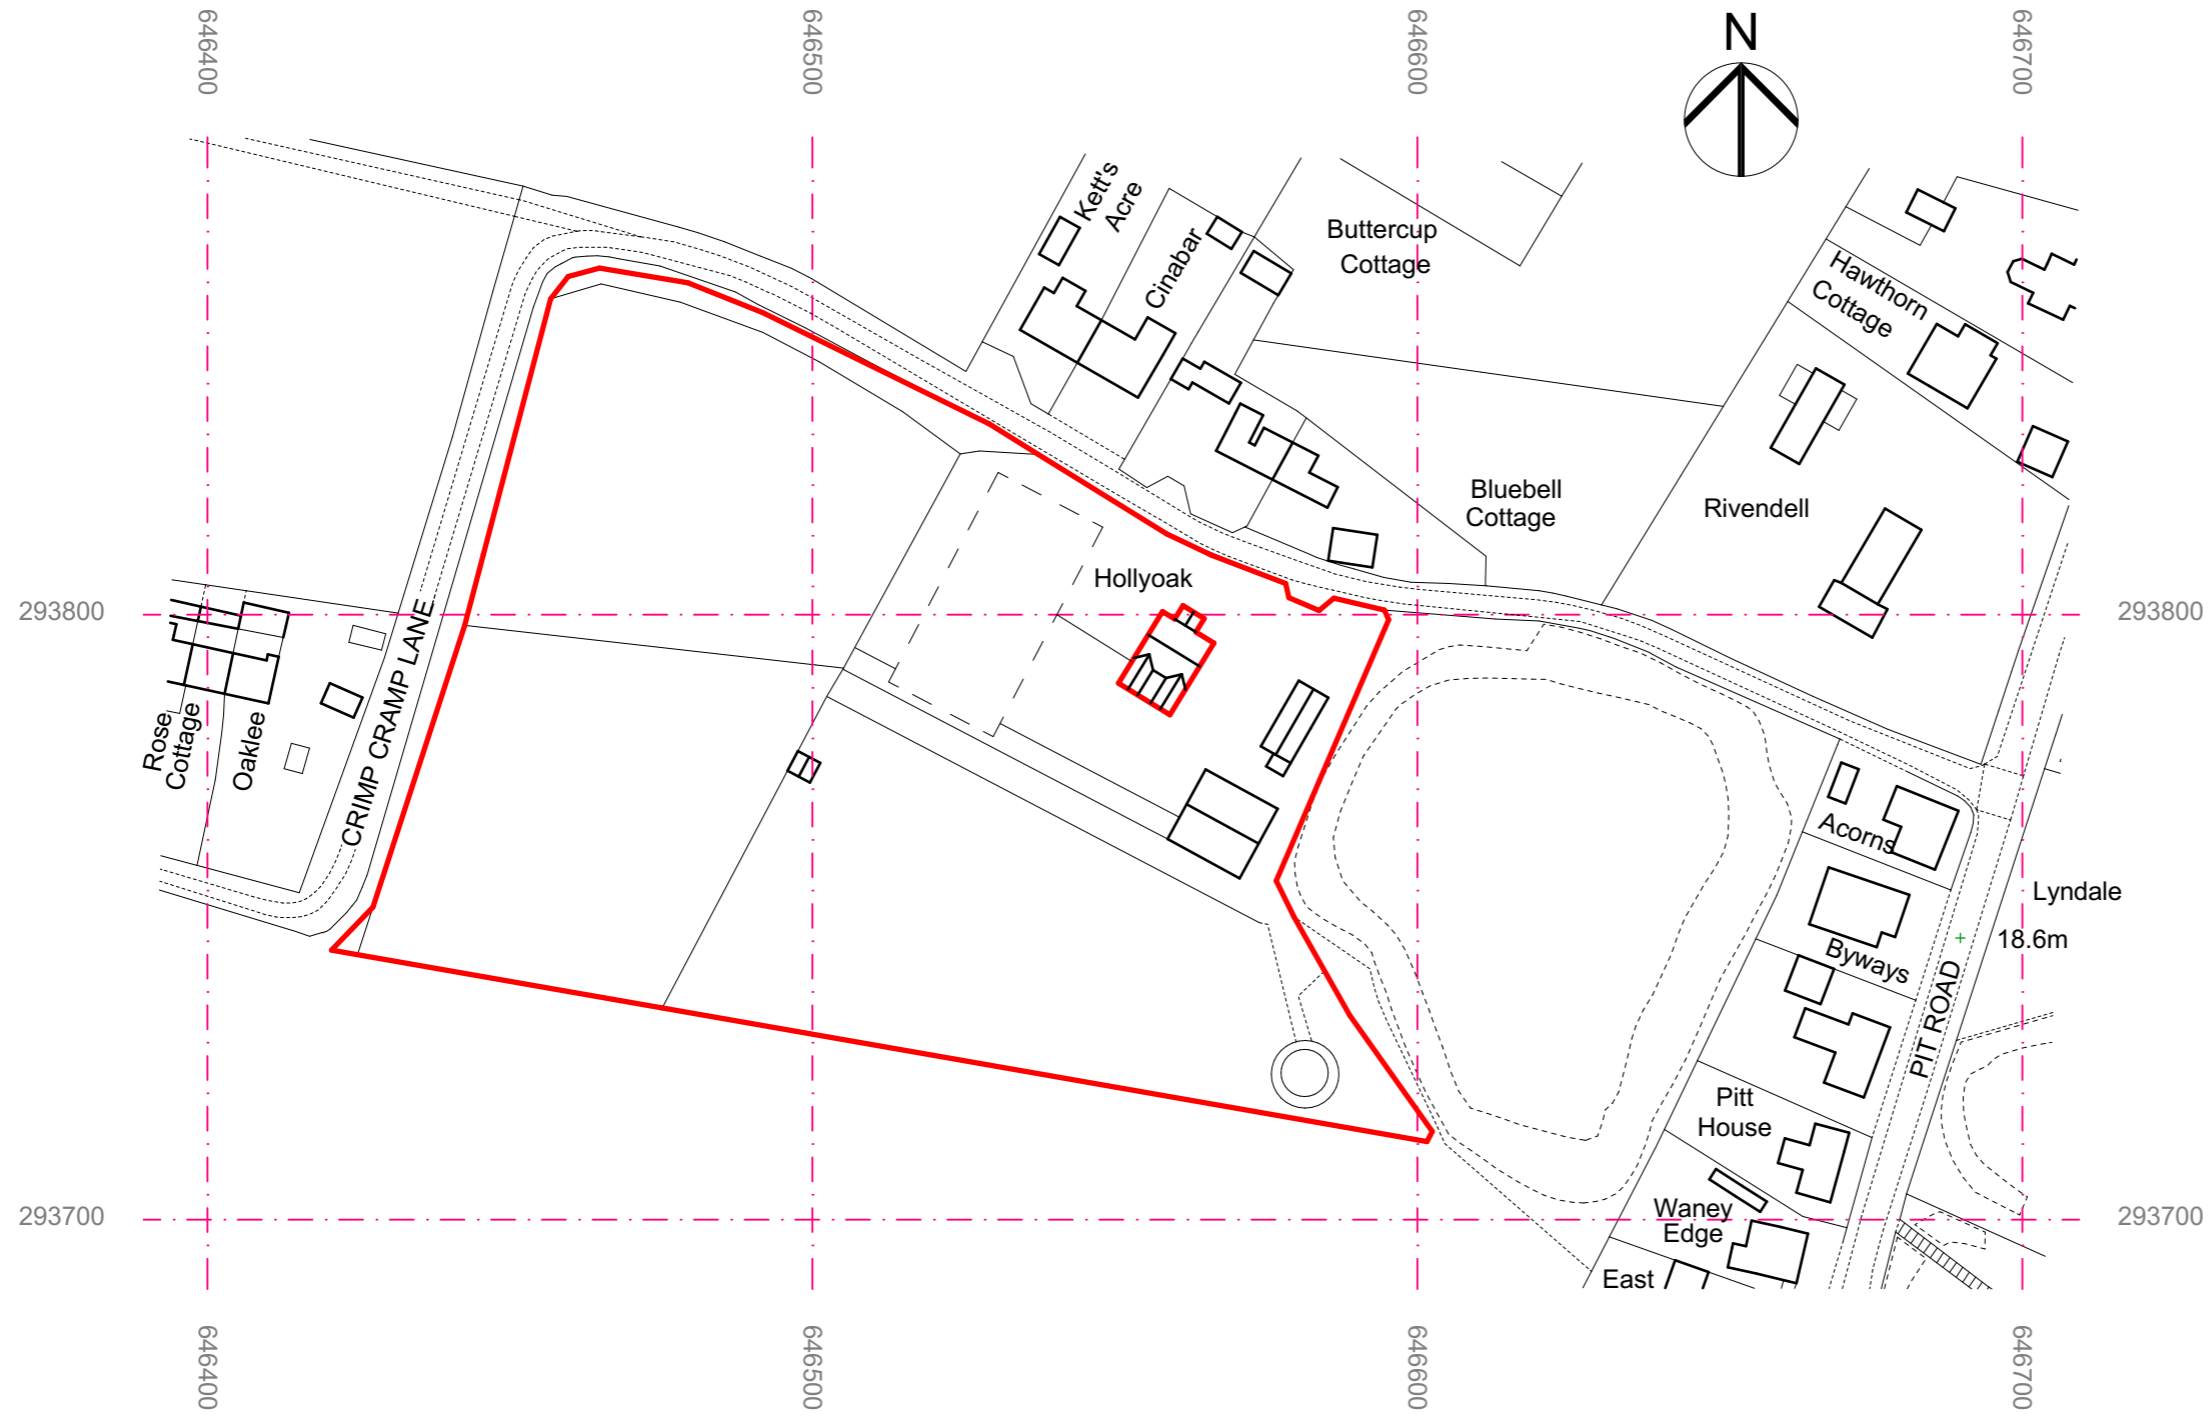 646400
646500
646600
646700
N
Kett's
Acre
Cinabar
Buttercup
Cottage
Hawthorn
Cottage
Bluebell
Cottage
Rivendell
Hollyoak
293800
293800
CRIMP CRAMP LANE
Rose
Cottage
Oaklee
Acorns
Lyndale
18.6m
Byways
PIT ROAD
Pitt
House
Waney
Edge
East
293700
293700
646400
646500
646600
646700